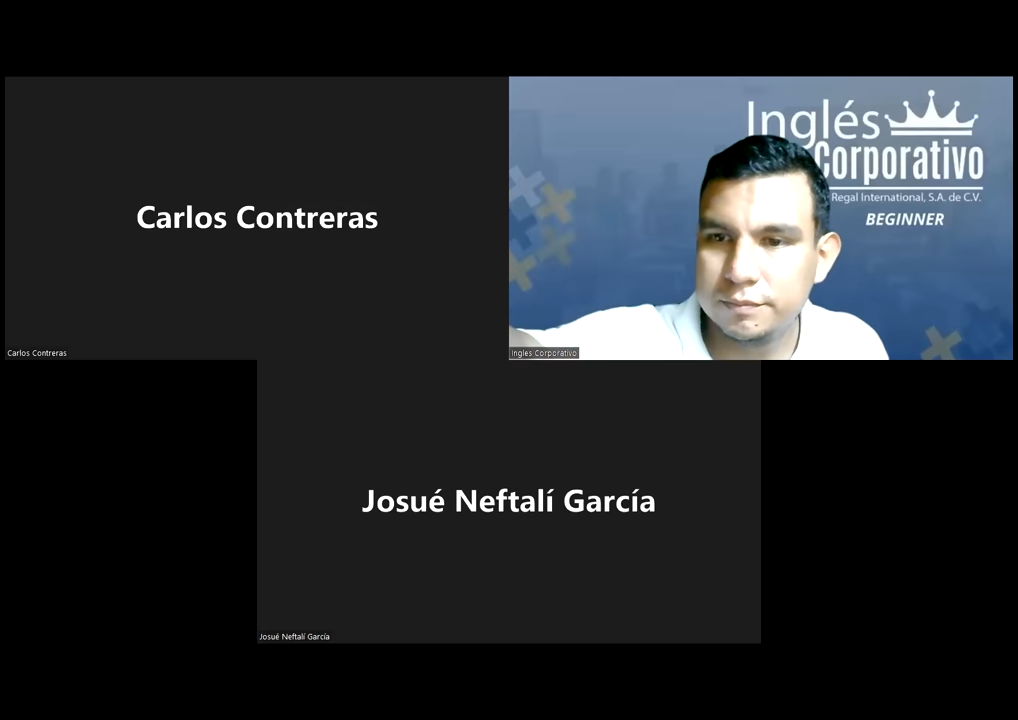 Carlos Contreras
Carlos Contreras
Inglés
Corporativo
Regal International, S.A. de C.V.
BEGINNER
Ingles Corporativo
Josué Neftalí García
Josué Neftalí García